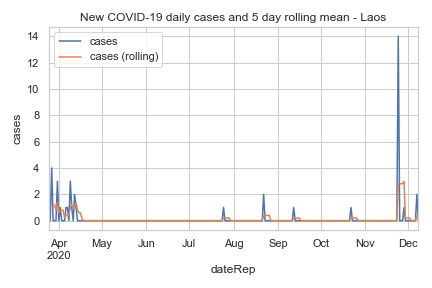 New COVID-19 daily cases and 5 day rolling mean - Laos
cases
cases (rolling)
14
12
10
8
6
4
2
0
cases
Apr
2020
May
Jun
Jul
Aug
Sep
Oct
Nov
Dec
dateRep